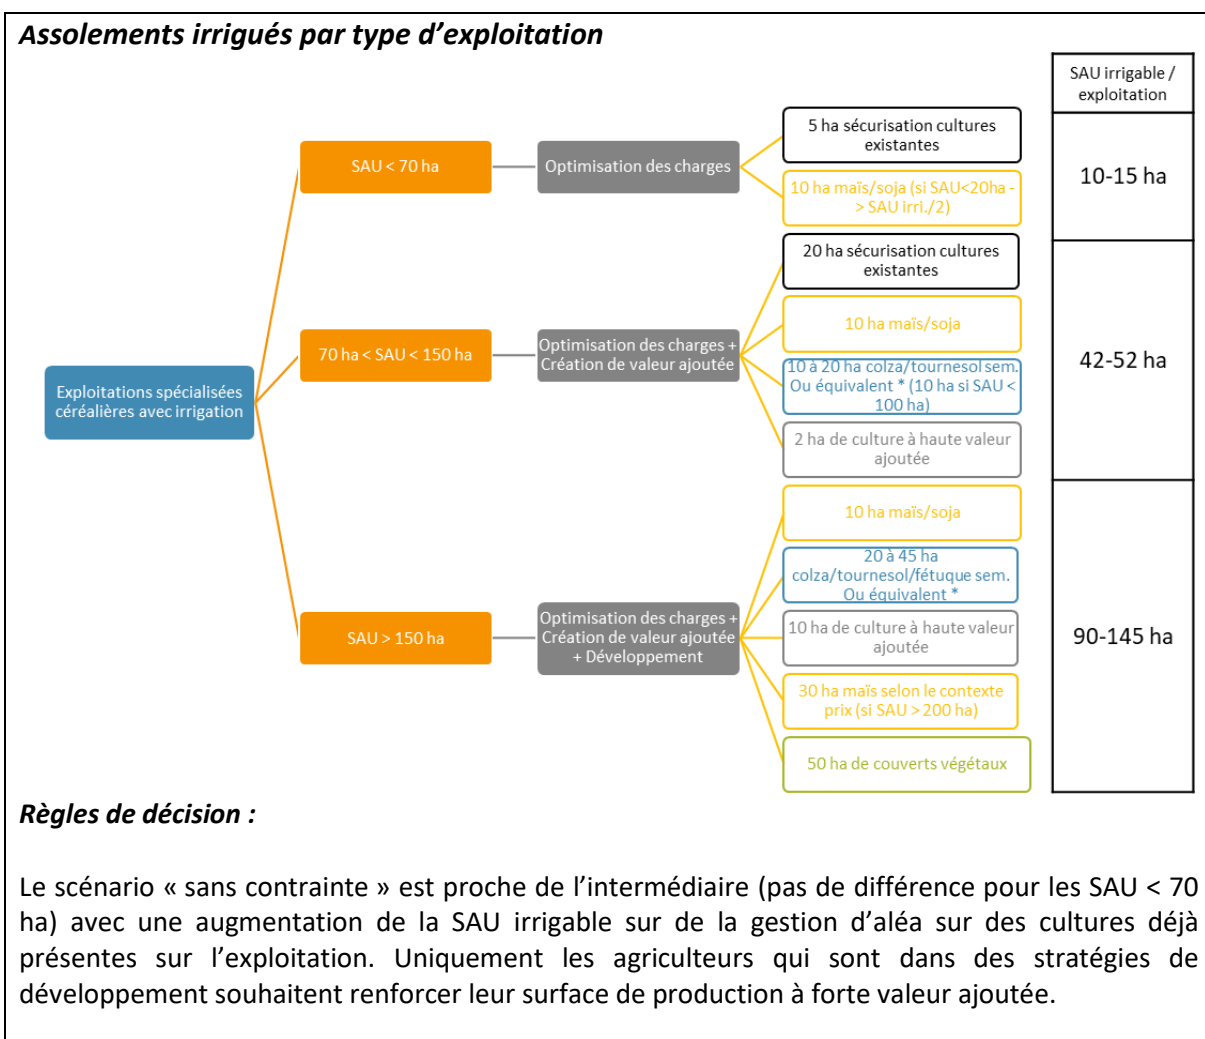 Assolements irrigués par type d’exploitation
SAU irrigable /
exploitation
Exploitations spécialisées
céréalières avec irrigation
SAU < 70 ha
Optimisation des charges
5 ha sécurisation cultures
existantes
10 ha maïs/soja (si SAU<20ha -
> SAU irri./2)
10-15 ha
70 ha < SAU < 150 ha
Optimisation des charges +
Création de valeur ajoutée
20 ha sécurisation cultures
existantes
10 ha maïs/soja
10 à 20 ha colza/tournesol sem.
Ou équivalent * (10 ha si SAU <
100 ha)
2 ha de culture à haute valeur
ajoutée
42-52 ha
SAU > 150 ha
Optimisation des charges +
Création de valeur ajoutée
+ Développement
10 ha maïs/soja
20 à 45 ha
colza/tournesol/fétuque sem.
Ou équivalent *
10 ha de culture à haute valeur
ajoutée
30 ha maïs selon le contexte
prix (si SAU > 200 ha)
50 ha de couverts végétaux
90-145 ha
Règles de décision :
Le scénario « sans contrainte » est proche de l’intermédiaire (pas de différence pour les SAU < 70
ha) avec une augmentation de la SAU irrigable sur de la gestion d’aléa sur des cultures déjà
présentes sur l’exploitation. Uniquement les agriculteurs qui sont dans des stratégies de
développement souhaitent renforcer leur surface de production à forte valeur ajoutée.